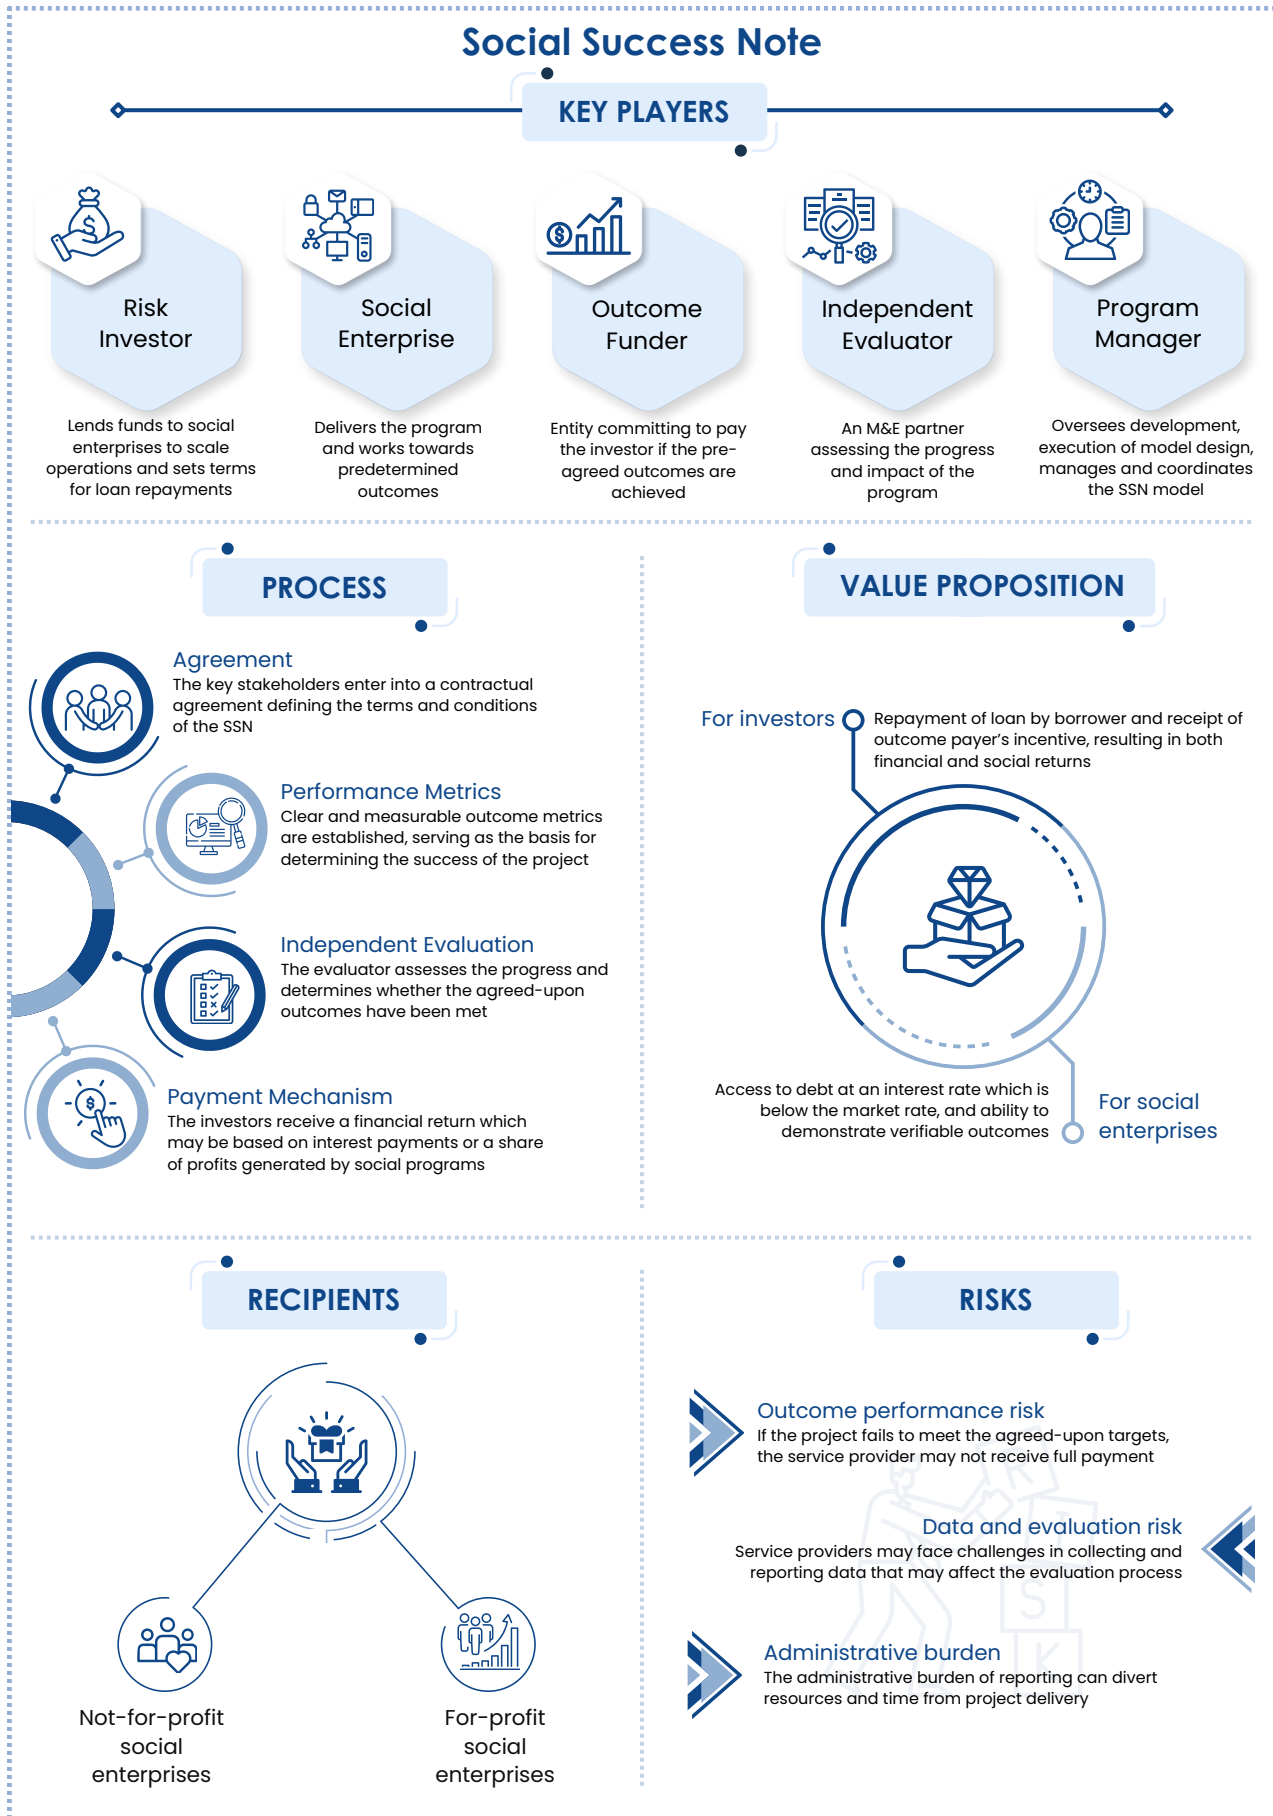 Social Success Note
KEY PLAYERS
Risk
Investor
Lends funds to social
enterprises to scale
operations and sets terms
for loan repayments
Social
Enterprise
Delivers the program
and works towards
predetermined
outcomes
Outcome
Funder
Entity committing to pay
the investor if the pre-
agreed outcomes are
achieved
Independent
Evaluator
An M&E partner
assessing the progress
and impact of the
program
Program
Manager
Oversees development,
execution of model design,
manages and coordinates
the SSN model
PROCESS
Agreement
The key stakeholders enter into a contractual
agreement defining the terms and conditions
of the SSN
Performance Metrics
Clear and measurable outcome metrics
are established, serving as the basis for
determining the success of the project
Independent Evaluation
The evaluator assesses the progress and
determines whether the agreed-upon
outcomes have been met
Payment Mechanism
The investors receive a financial return which
may be based on interest payments or a share
of profits generated by social programs
VALUE PROPOSITION
For investors
Repayment of loan by borrower and receipt of
outcome payer's incentive, resulting in both
financial and social returns
Access to debt at an interest rate which is
below the market rate, and ability to
demonstrate verifiable outcomes
For social
enterprises
RECIPIENTS
Not-for-profit
social
enterprises
For-profit
social
enterprises
RISKS
Outcome performance risk
If the project fails to meet the agreed-upon targets,
the service provider may not receive full payment
Data and evaluation risk
Service providers may face challenges in collecting and
reporting data that may affect the evaluation process
Administrative burden
The administrative burden of reporting can divert
resources and time from project delivery
R
I
S
K